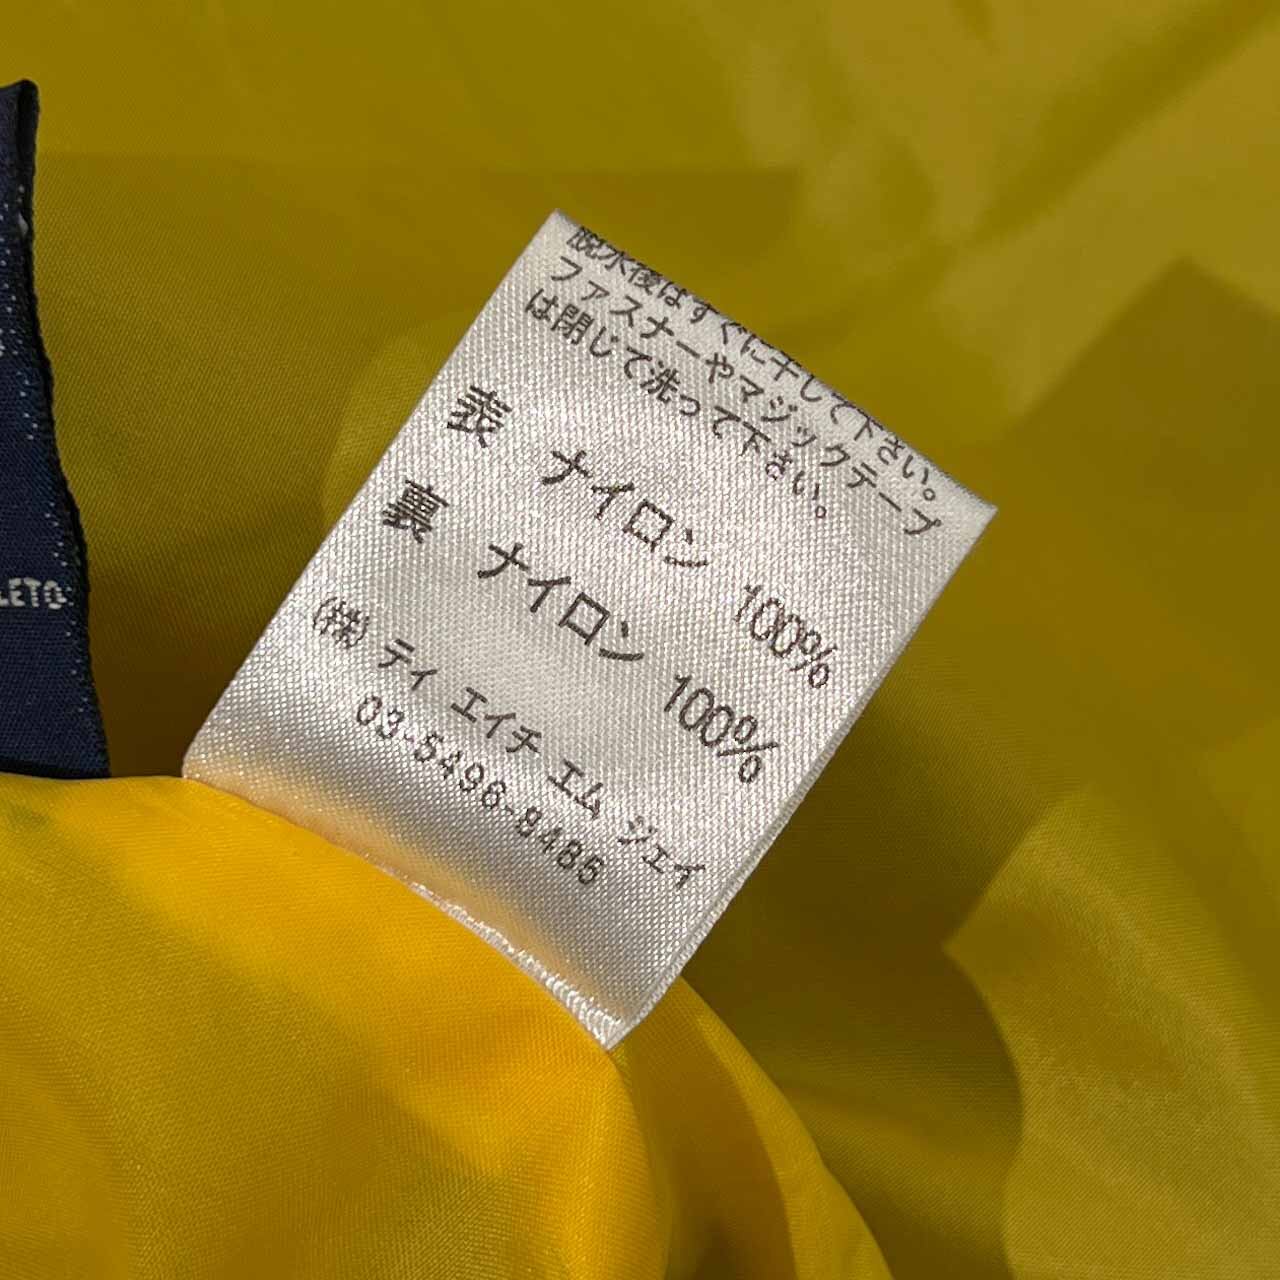 脱水後はすぐに干して下さい。
ファスナーやマジックテープ
は閉じて洗って下さい。
表 ナイロン 100%
裏 ナイロン 100%
(株) ティ エイチ エム ジェイ
03-5496-8485